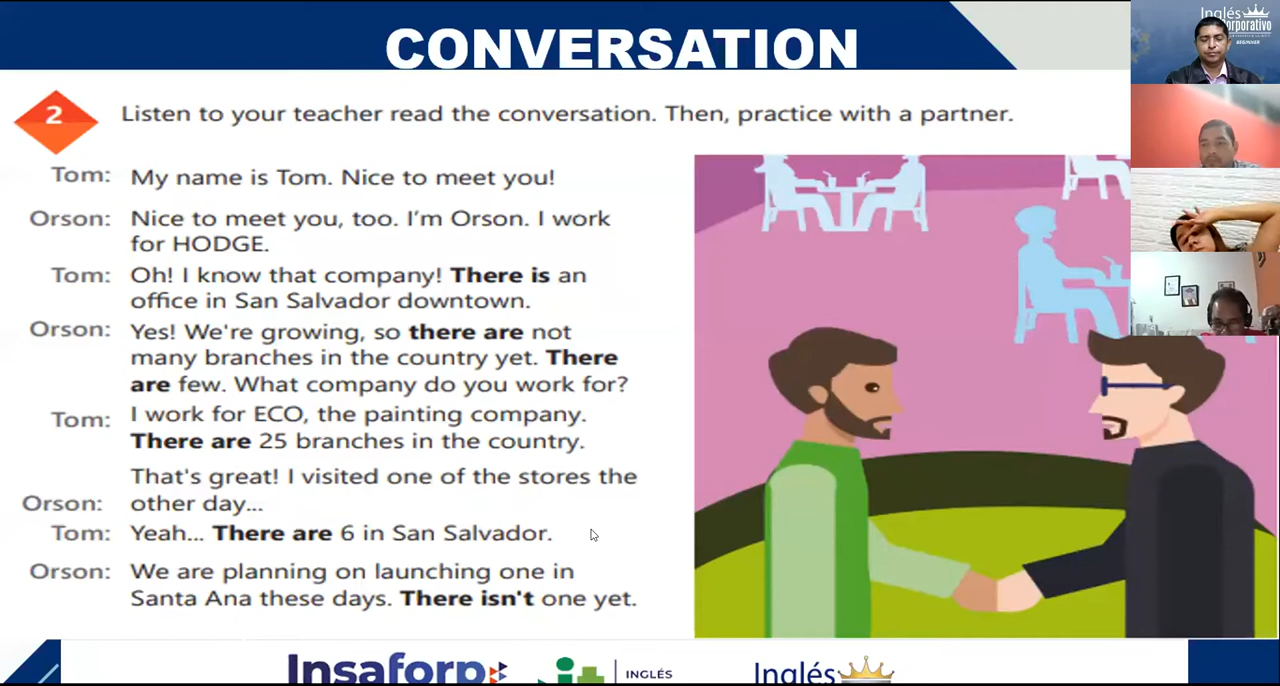 CONVERSATION
Inglés
orporativo
BEGINNER
2
Listen to your teacher read the conversation. Then, practice with a partner.
Tom: My name is Tom. Nice to meet you!
Orson: Nice to meet you, too. I'm Orson. I work
for HODGE.
Tom: Oh! I know that company! There is an
office in San Salvador downtown.
Orson: Yes! We're growing, so there are not
many branches in the country yet. There
are few. What company do you work for?
Tom: I work for ECO, the painting company.
There are 25 branches in the country.
That's great! I visited one of the stores the
Orson: other day...
Tom: Yeah... There are 6 in San Salvador.
Orson: We are planning on launching one in
Santa Ana these days. There isn't one yet.
Insaforp
INGLÉS
Inglés